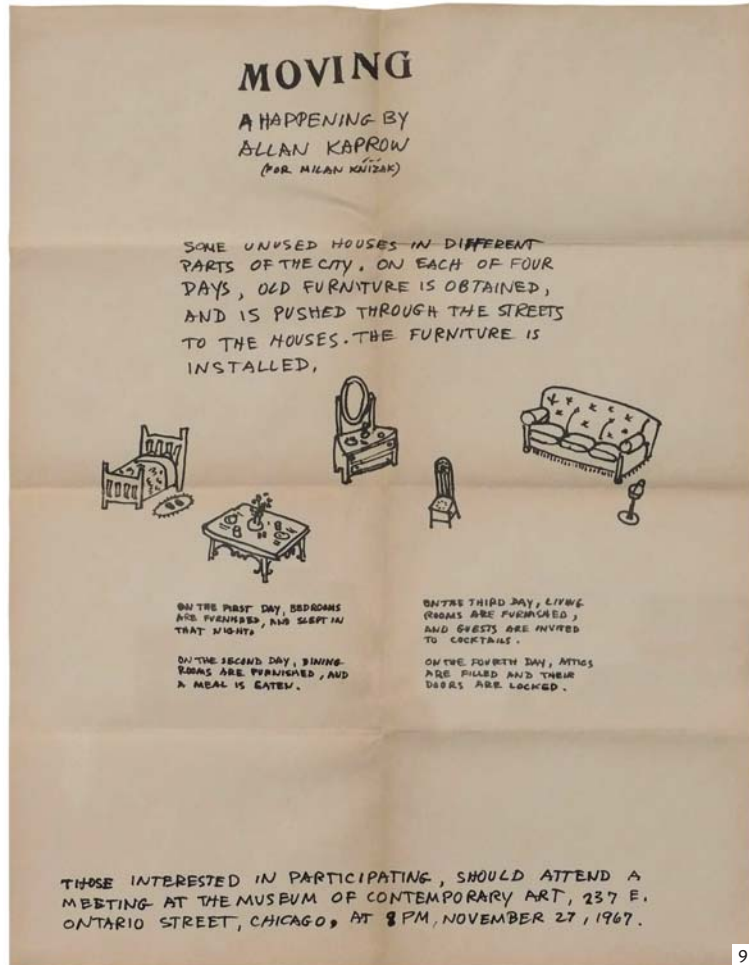 MOVING
A HAPPENING BY
ALLAN KAPROW
(FOR MILAN KNÍŽÁK)
SOME UNUSED HOUSES IN DIFFERENT
PARTS OF THE CITY. ON EACH OF FOUR
DAYS, OLD FURNITURE IS OBTAINED,
AND IS PUSHED THROUGH THE STREETS
TO THE HOUSES. THE FURNITURE IS
INSTALLED.
ON THE FIRST DAY, BEDROOMS
ARE FURNISHED, AND SLEPT IN
THAT NIGHT.
ON THE SECOND DAY, DINING
ROOMS ARE FURNISHED, AND
A MEAL IS EATEN.
ON THE THIRD DAY, LIVING
ROOMS ARE FURNISHED,
AND GUESTS ARE INVITED
TO COCKTAILS.
ON THE FOURTH DAY, ATTICS
ARE FILLED AND THEIR
DOORS ARE LOCKED.
THOSE INTERESTED IN PARTICIPATING, SHOULD ATTEND A
MEETING AT THE MUSEUM OF CONTEMPORARY ART, 237 E.
ONTARIO STREET, CHICAGO, AT 8 PM, NOVEMBER 27, 1967.
9